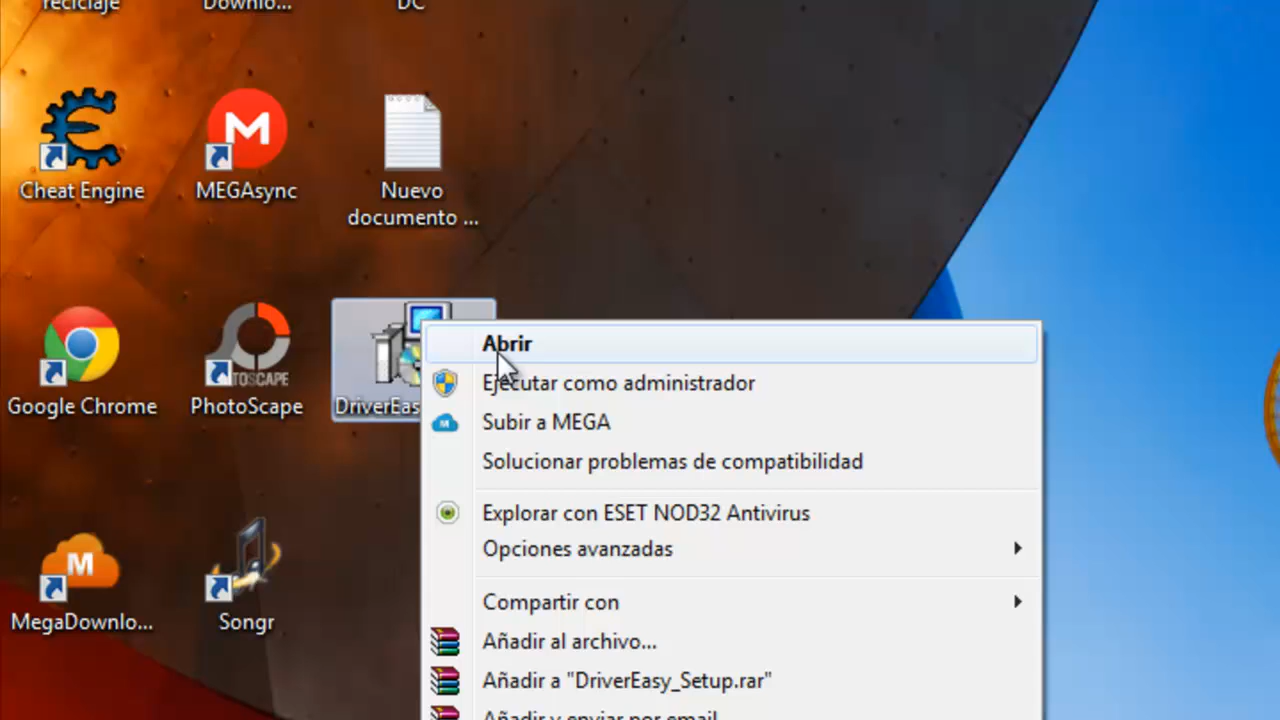 reciclaje
Downlo...
DC
Cheat Engine
MEGAsync
Nuevo
documento ...
Google Chrome
TOSCAPE
PhotoScape
DriverEas
MegaDownlo...
Songr
Abrir
Ejecutar como administrador
Subir a MEGA
Solucionar problemas de compatibilidad
Explorar con ESET NOD32 Antivirus
Opciones avanzadas
Compartir con
Añadir al archivo...
Añadir a "DriverEasy_Setup.rar"
Añadir y enviar por email...